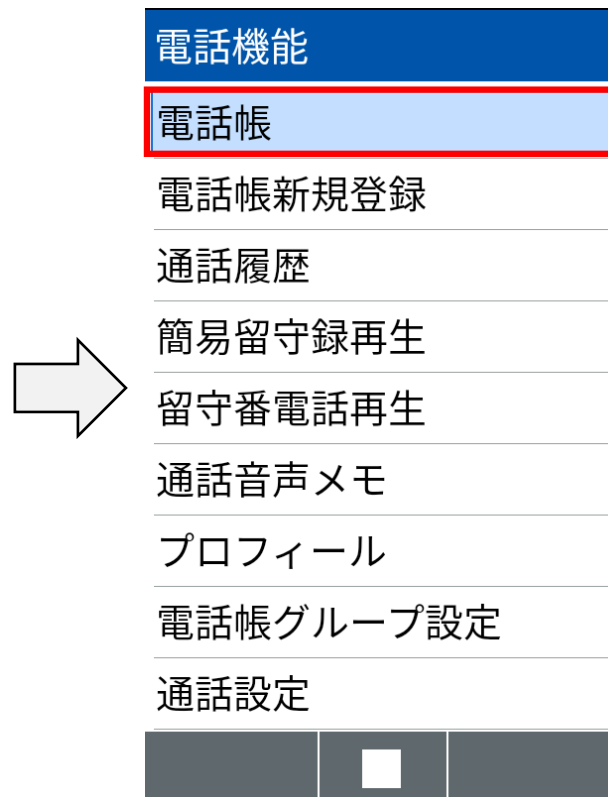 電話機能
電話帳
電話帳新規登録
通話履歴
簡易留守録再生
留守番電話再生
通話音声メモ
プロフィール
電話帳グループ設定
通話設定